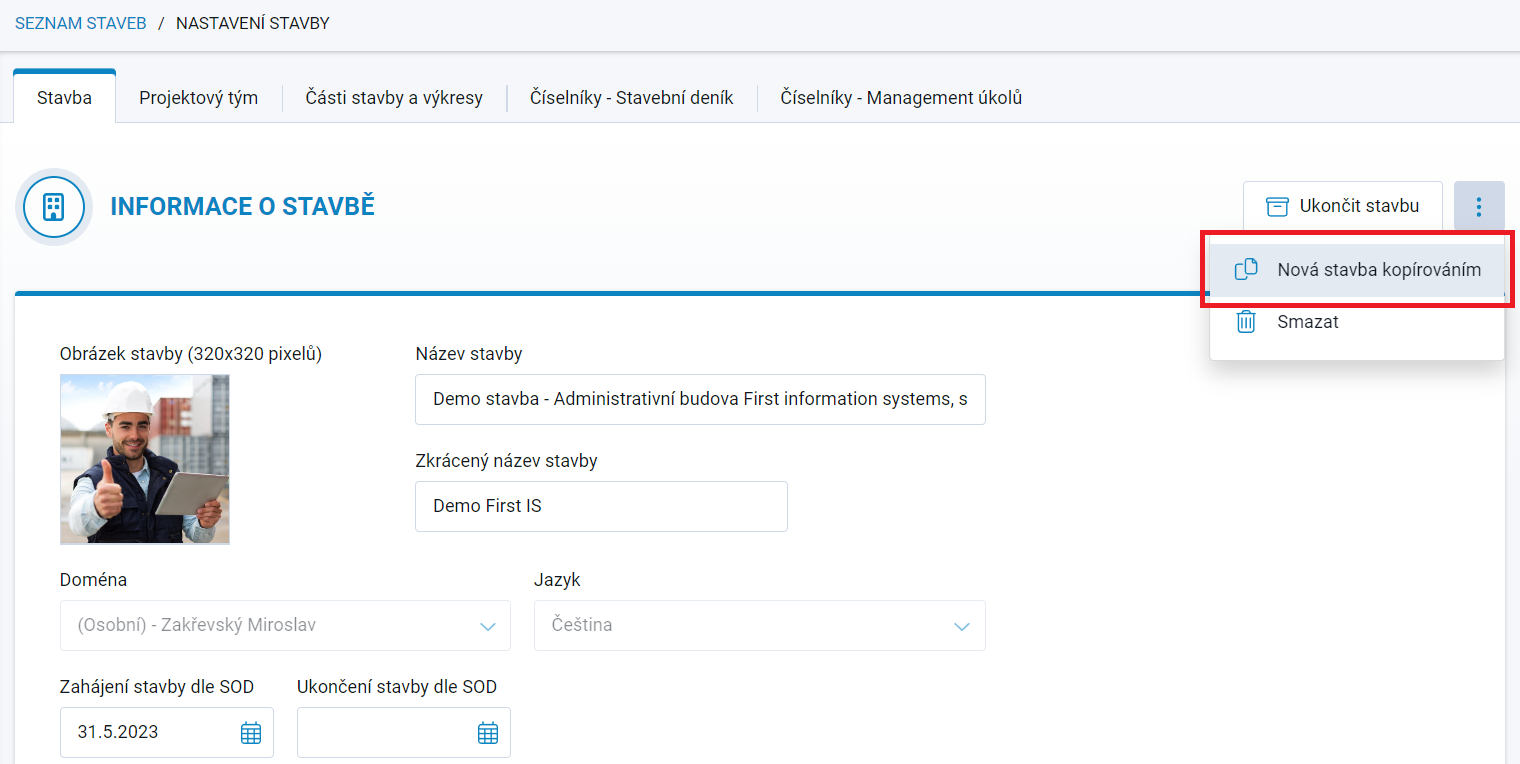 SEZNAM STAVEB / NASTAVENÍ STAVBY
Stavba Projektový tým Části stavby a výkresy Číselníky - Stavební deník Číselníky - Management úkolů
INFORMACE O STAVBĚ
Ukončit stavbu
Nová stavba kopírováním
Smazat
Obrázek stavby (320x320 pixelů)
Název stavby
Demo stavba - Administrativní budova First information systems, s
Zkrácený název stavby
Demo First IS
Doména Jazyk
(Osobní) - Zakřevský Miroslav Čeština
Zahájení stavby dle SOD Ukončení stavby dle SOD
31.5.2023